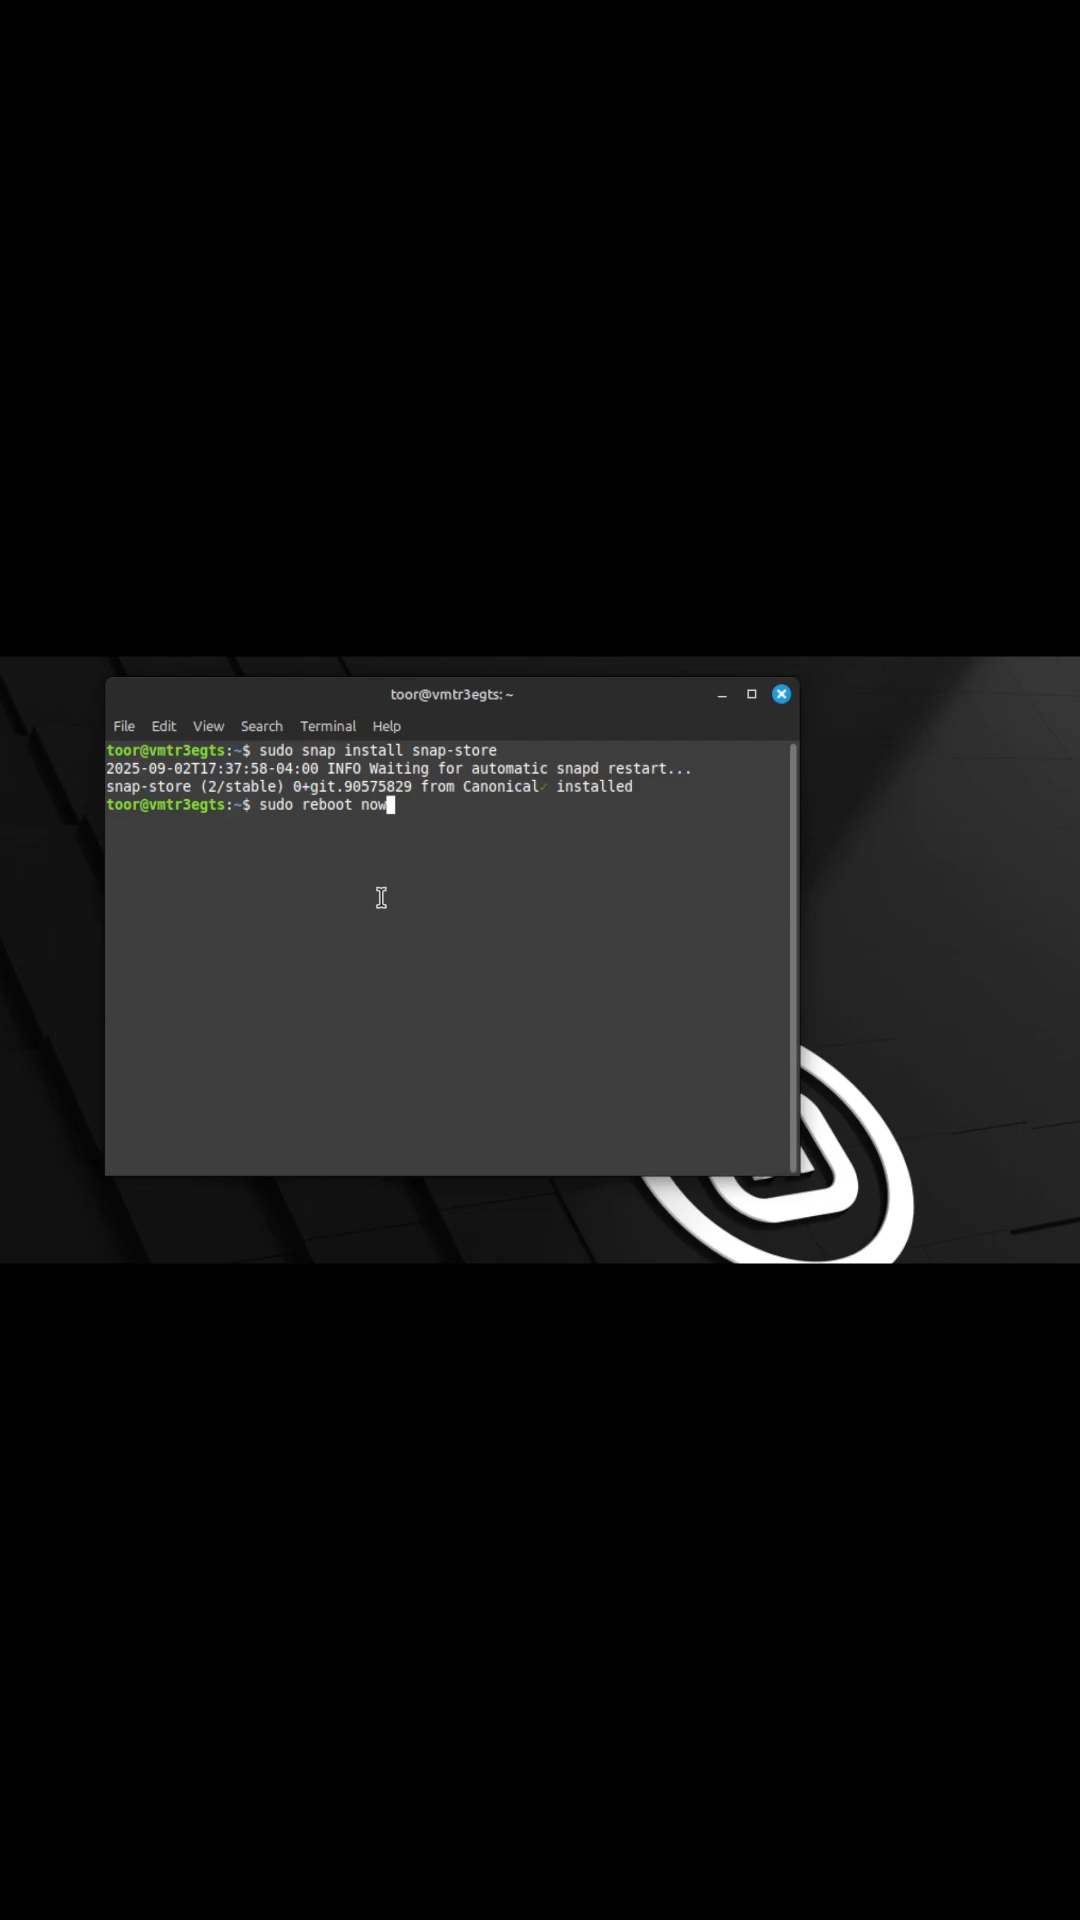 toor@vmtr3egts: ~
File Edit View Search Terminal Help
toor@vmtr3egts:~$ sudo snap install snap-store
2025-09-02T17:37:58-04:00 INFO Waiting for automatic snapd restart...
snap-store (2/stable) 0+git.90575829 from Canonical✓ installed
toor@vmtr3egts:~$ sudo reboot now